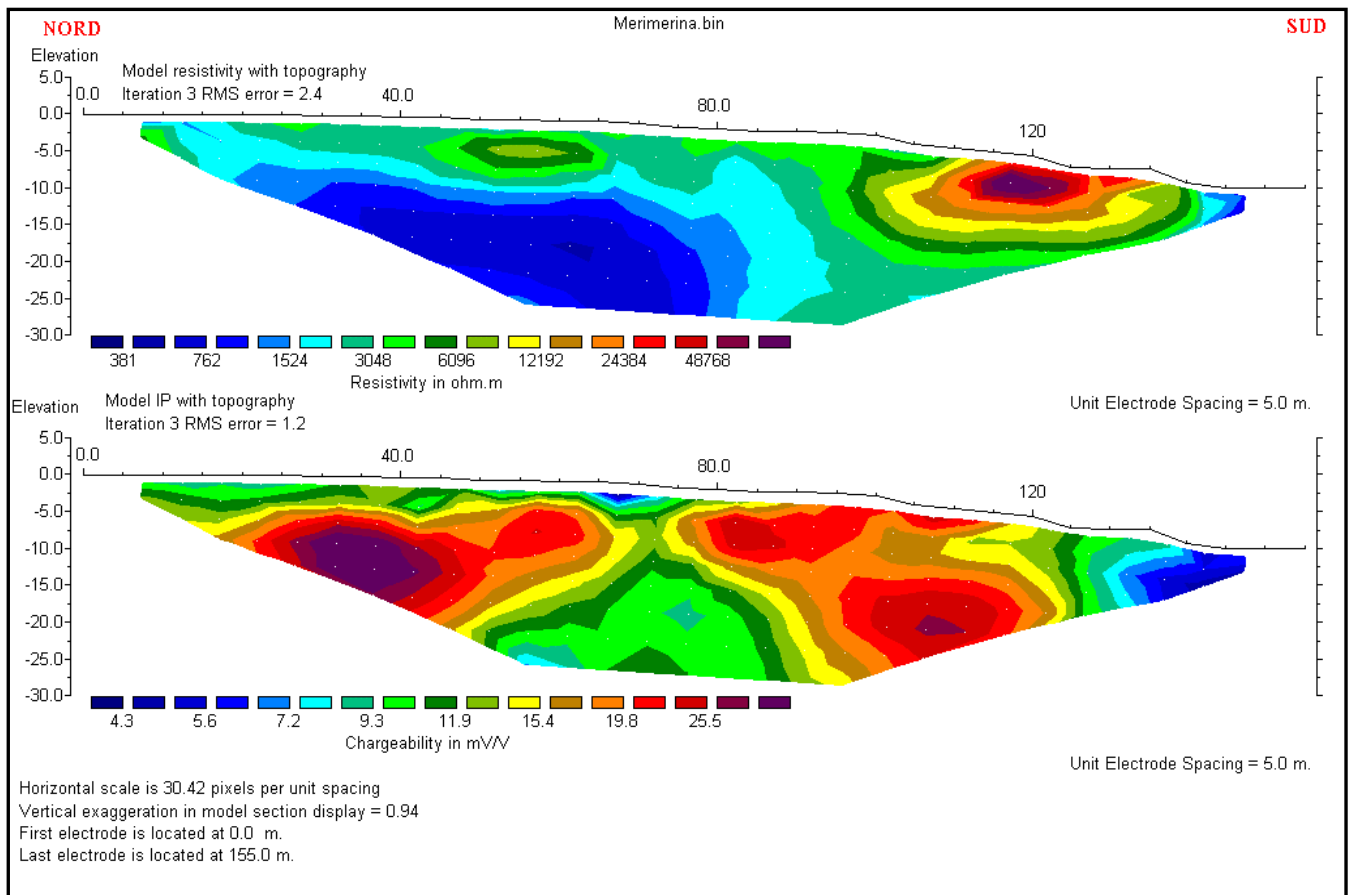 Merimerina.bin
NORD
SUD
Elevation
Model resistivity with topography
Iteration 3 RMS error = 2.4
5.0
0.0
-5.0
-10.0
-15.0
-20.0
-25.0
-30.0
0.0 40.0 80.0 120
381 762 1524 3048 6096 12192 24384 48768
Resistivity in ohm.m
Unit Electrode Spacing = 5.0 m.
Elevation
Model IP with topography
Iteration 3 RMS error = 1.2
5.0
0.0
-5.0
-10.0
-15.0
-20.0
-25.0
-30.0
0.0 40.0 80.0 120
4.3 5.6 7.2 9.3 11.9 15.4 19.8 25.5
Chargeability in mV/V
Unit Electrode Spacing = 5.0 m.
Horizontal scale is 30.42 pixels per unit spacing
Vertical exaggeration in model section display = 0.94
First electrode is located at 0.0 m.
Last electrode is located at 155.0 m.